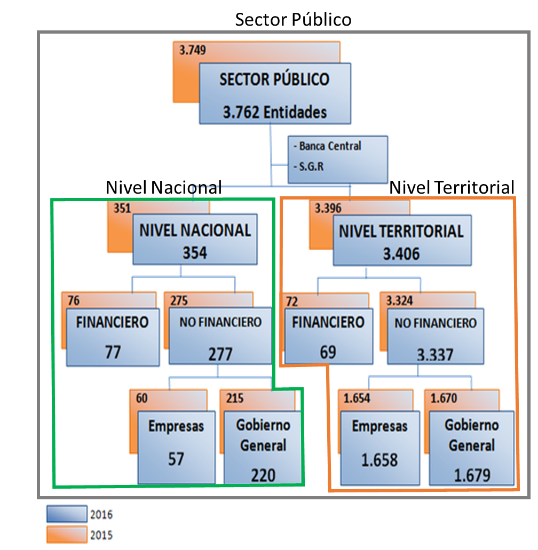 Sector Público
3.749
SECTOR PÚBLICO
3.762 Entidades
- Banca Central
- S.G.R
Nivel Nacional
Nivel Territorial
351
NIVEL NACIONAL
354
3.396
NIVEL TERRITORIAL
3.406
76
FINANCIERO
77
275
NO FINANCIERO
277
72
FINANCIERO
69
3.324
NO FINANCIERO
3.337
60
Empresas
57
215
Gobierno
General
220
1.654
Empresas
1.658
1.670
Gobierno
General
1.679
2016
2015